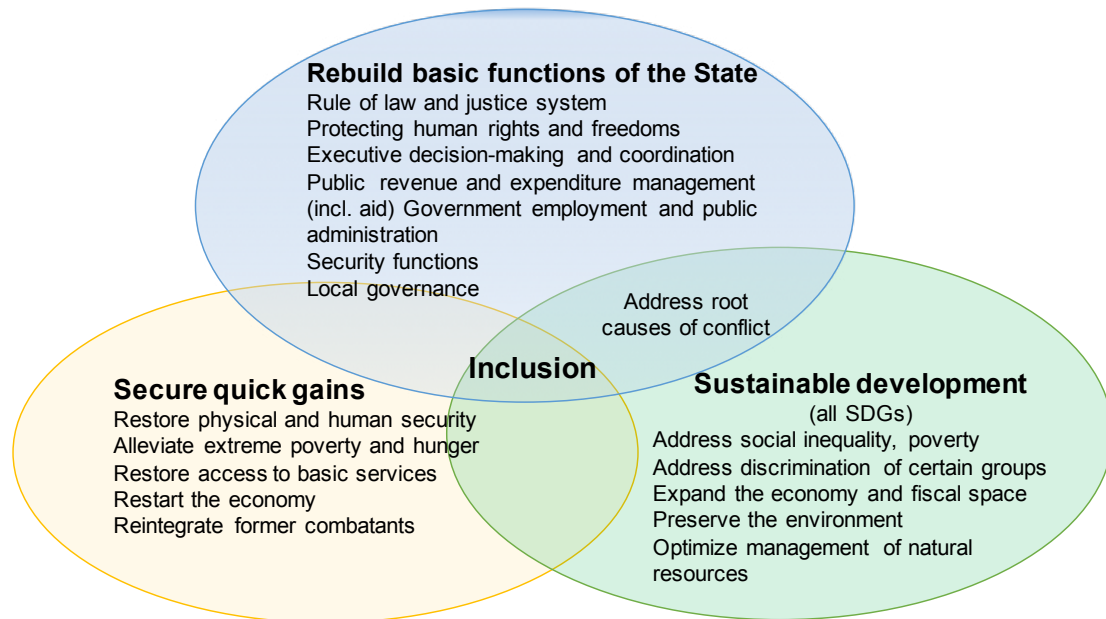 Rebuild basic functions of the State
Rule of law and justice system
Protecting human rights and freedoms
Executive decision-making and coordination
Public revenue and expenditure management
(incl. aid) Government employment and public
administration
Security functions
Local governance
Address root
causes of conflict
Inclusion
Secure quick gains
Restore physical and human security
Alleviate extreme poverty and hunger
Restore access to basic services
Restart the economy
Reintegrate former combatants
Sustainable development
(all SDGs)
Address social inequality, poverty
Address discrimination of certain groups
Expand the economy and fiscal space
Preserve the environment
Optimize management of natural
resources